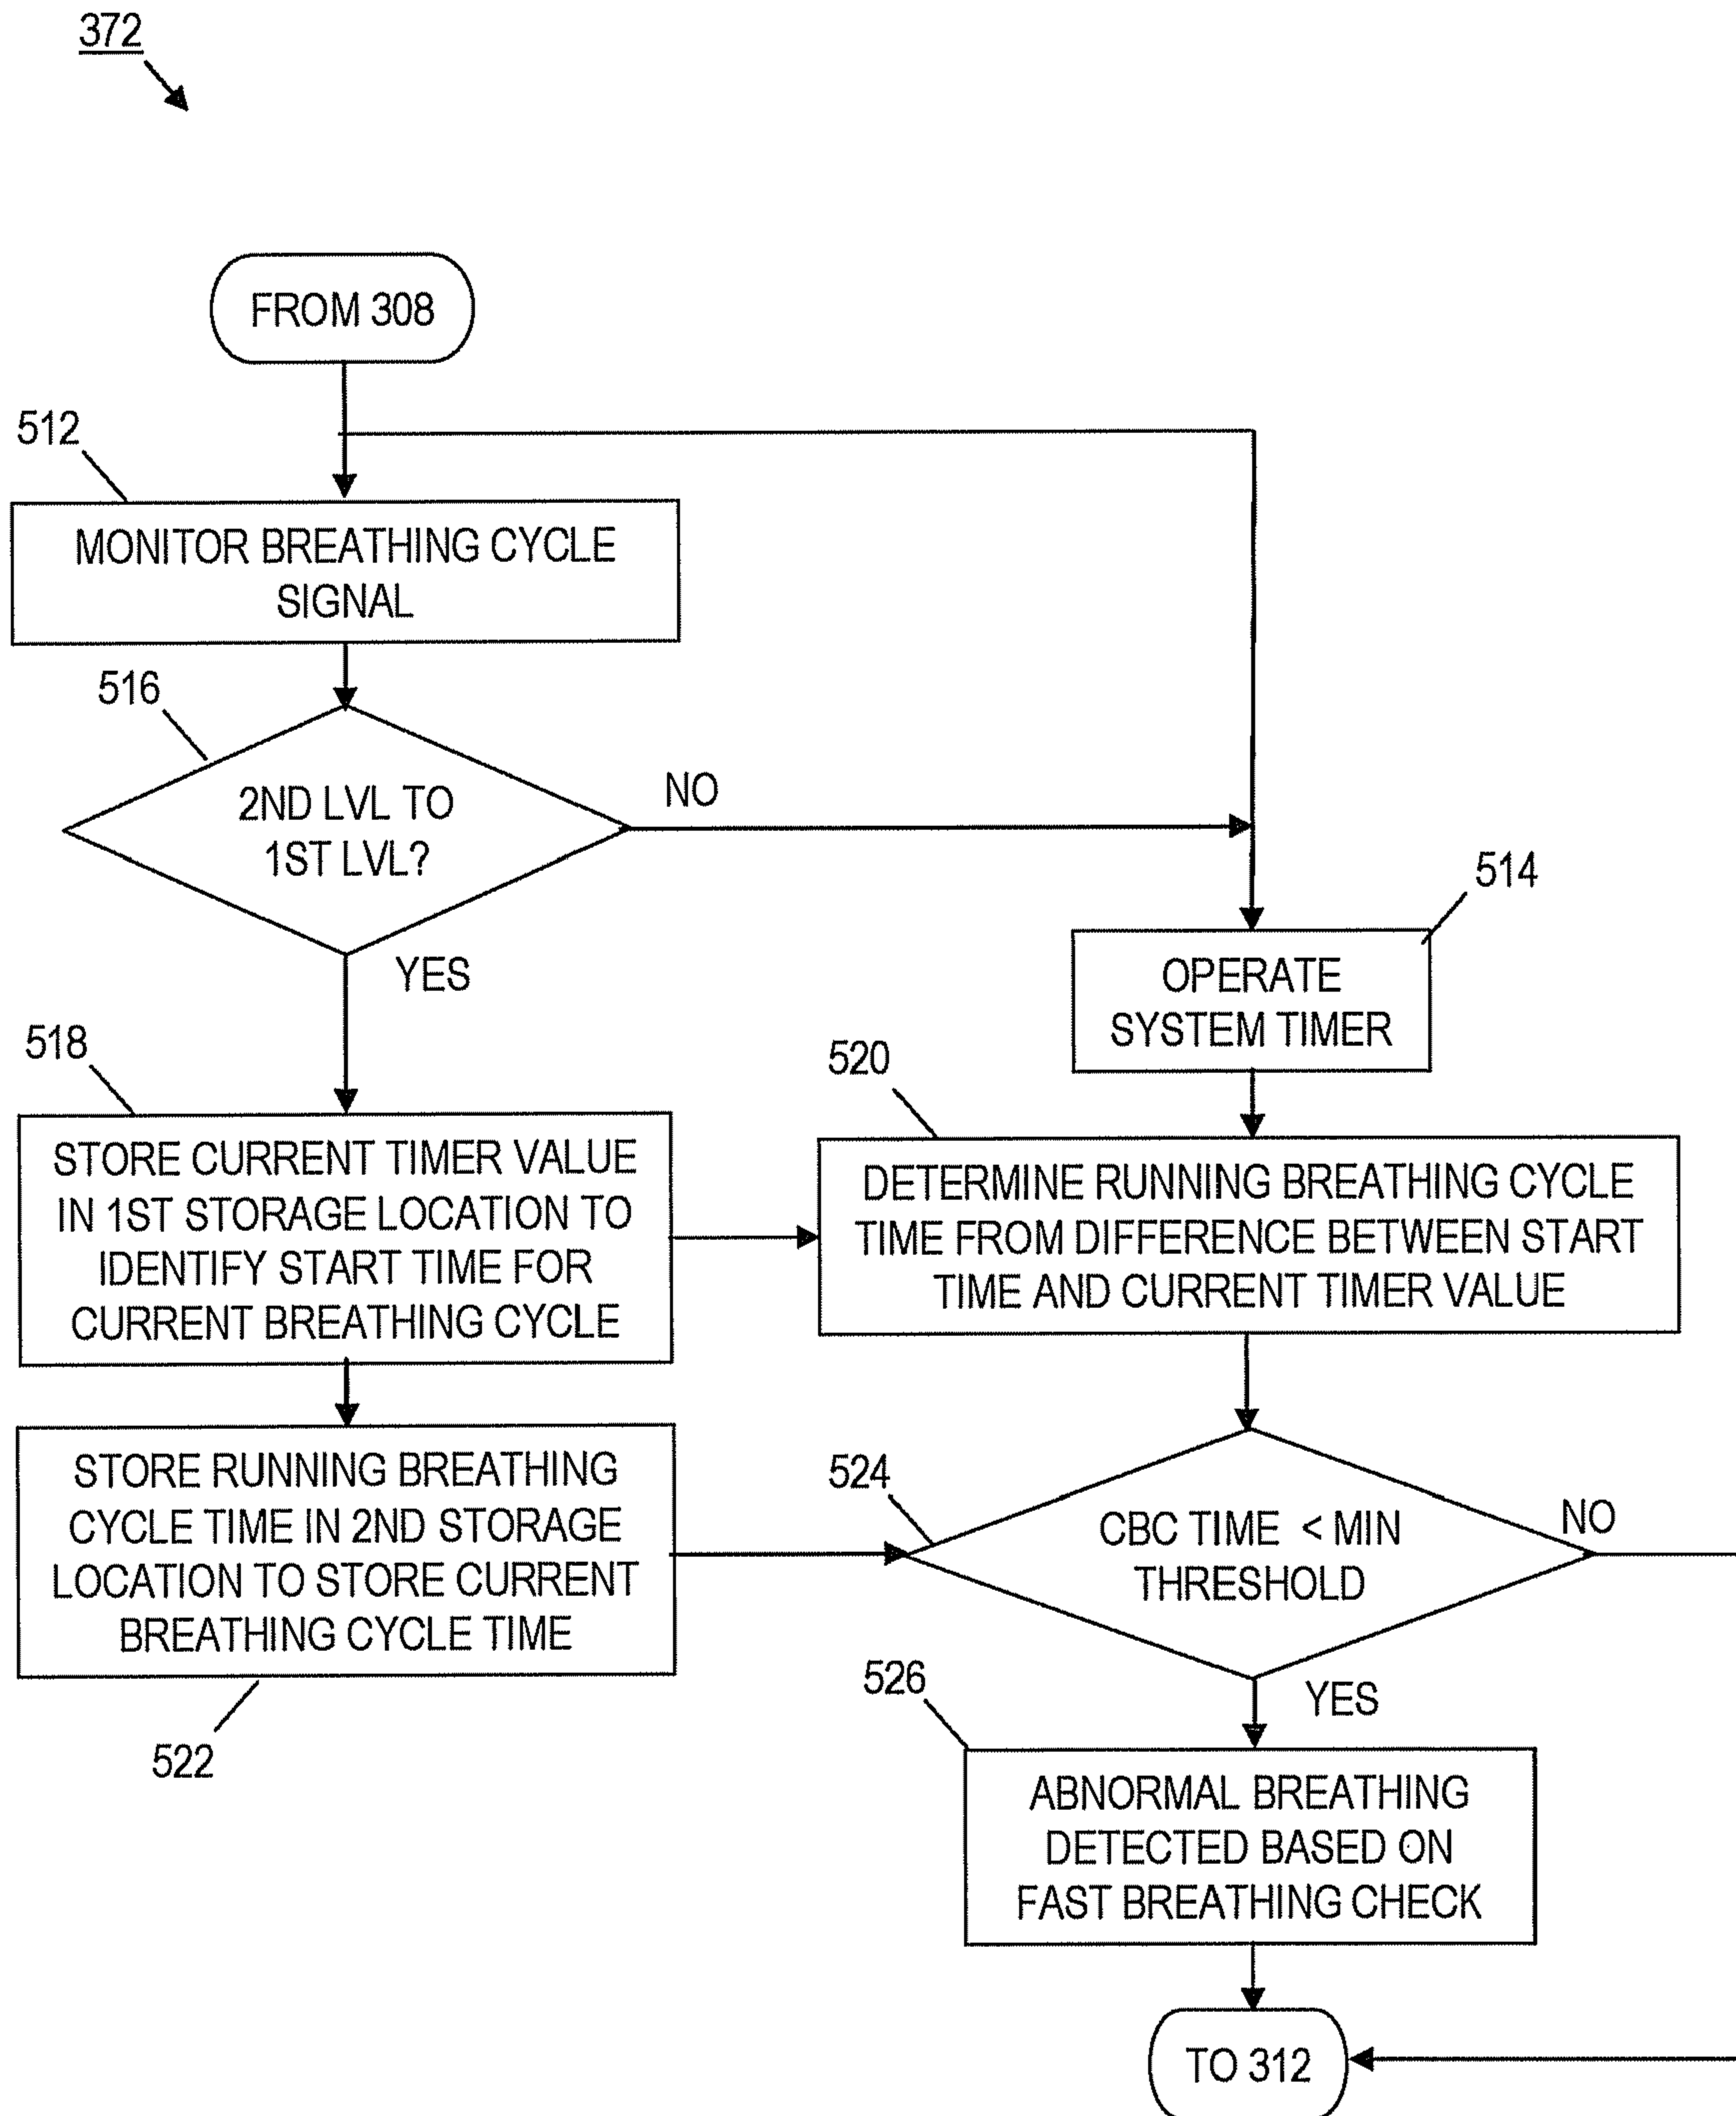 372
FROM 308
512
MONITOR BREATHING CYCLE
SIGNAL
516
2ND LVL TO
1ST LVL?
NO
YES
514
OPERATE
SYSTEM TIMER
518
STORE CURRENT TIMER VALUE
IN 1ST STORAGE LOCATION TO
IDENTIFY START TIME FOR
CURRENT BREATHING CYCLE
520
DETERMINE RUNNING BREATHING CYCLE
TIME FROM DIFFERENCE BETWEEN START
TIME AND CURRENT TIMER VALUE
STORE RUNNING BREATHING
CYCLE TIME IN 2ND STORAGE
LOCATION TO STORE CURRENT
BREATHING CYCLE TIME
522
524
CBC TIME < MIN
THRESHOLD
NO
YES
526
ABNORMAL BREATHING
DETECTED BASED ON
FAST BREATHING CHECK
TO 312